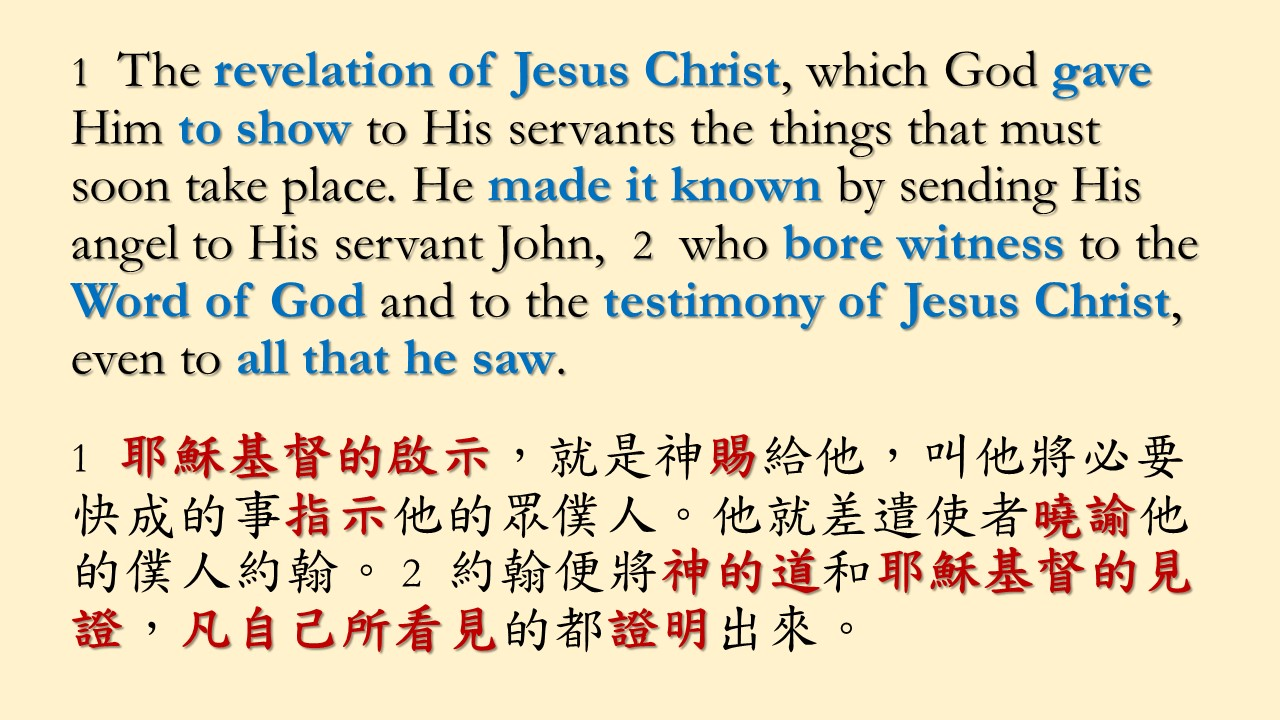 1 The revelation of Jesus Christ, which God gave
Him to show to His servants the things that must
soon take place. He made it known by sending His
angel to His servant John, 2 who bore witness to the
Word of God and to the testimony of Jesus Christ,
even to all that he saw.
1 耶穌基督的啟示，就是神賜給他，叫他將必要
快成的事指示他的眾僕人。他就差遣使者曉諭他
的僕人約翰。2 約翰便將神的道和耶穌基督的見
證，凡自己所看見的都證明出來。